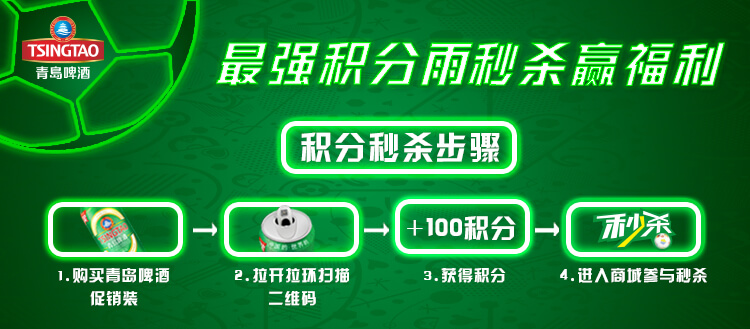 TSINGTAO
青岛啤酒
最强积分雨秒杀赢福利
积分秒杀步骤
TSINGTAO
+100积分
秒杀
1.购买青岛啤酒
促销装
2.拉开拉环扫描
二维码
3.获得积分
4.进入商城参与秒杀